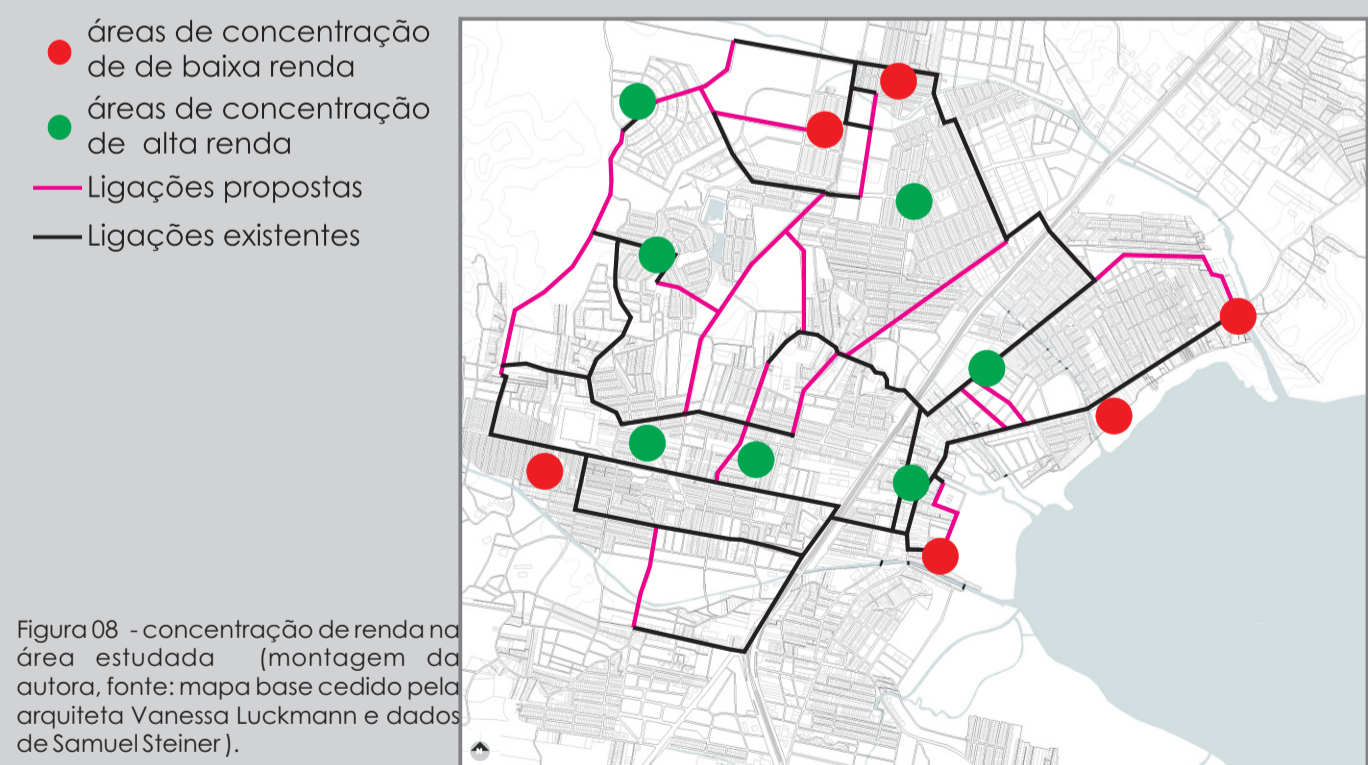 áreas de concentração
de de baixa renda
áreas de concentração
de alta renda
Ligações propostas
Ligações existentes
Figura 08 - concentração de renda na
área estudada (montagem da
autora, fonte: mapa base cedido pela
arquiteta Vanessa Luckmann e dados
de Samuel Steiner ).